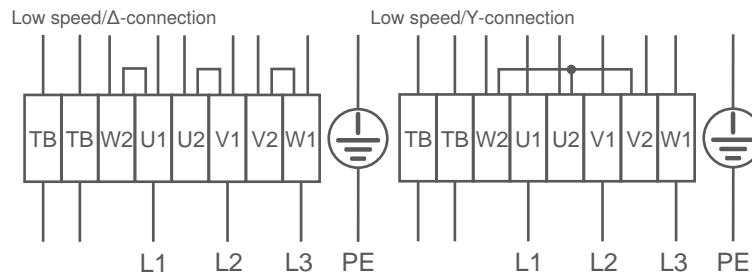 Low speed/Δ-connection
Low speed/Y-connection
TB TB W2 U1 U2 V1 V2 W1
TB TB W2 U1 U2 V1 V2 W1
L1 L2 L3 PE
L1 L2 L3 PE